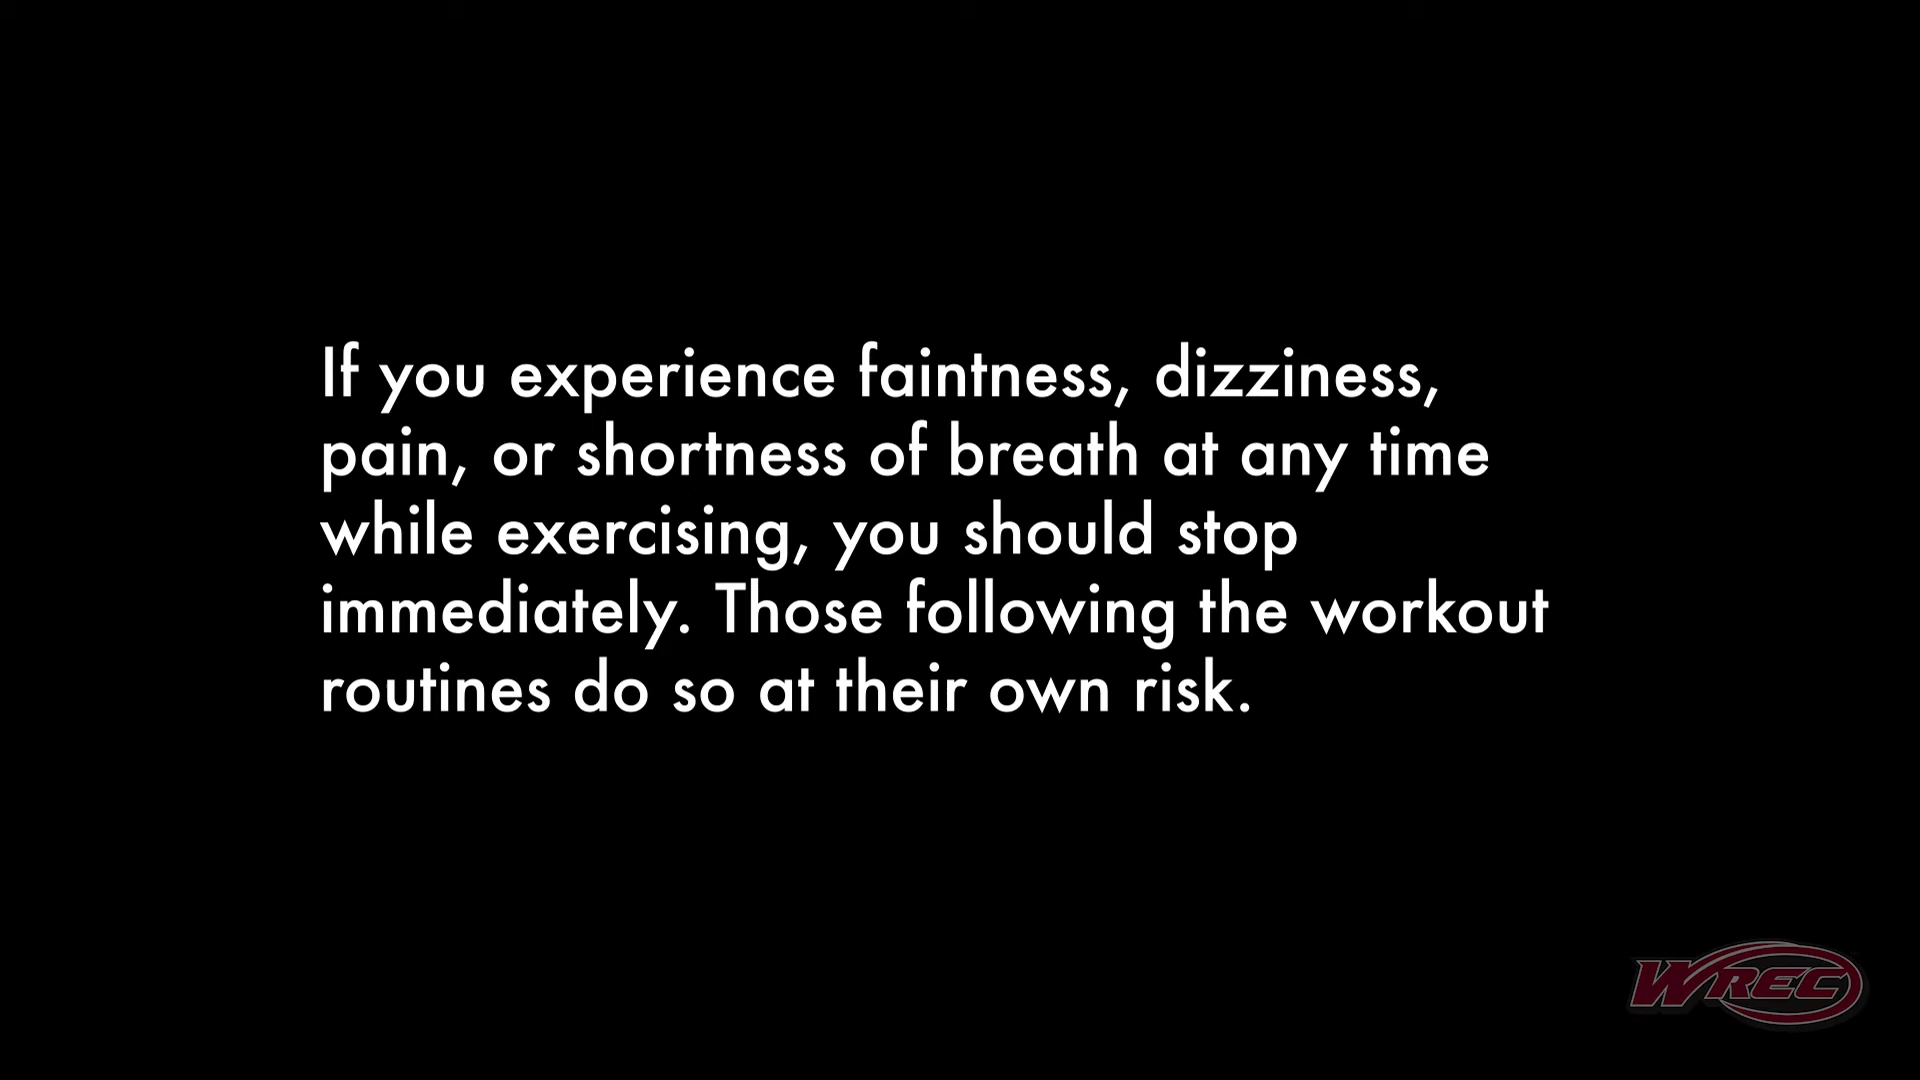 If you experience faintness, dizziness,
pain, or shortness of breath at any time
while exercising, you should stop
immediately. Those following the workout
routines do so at their own risk.
WREC